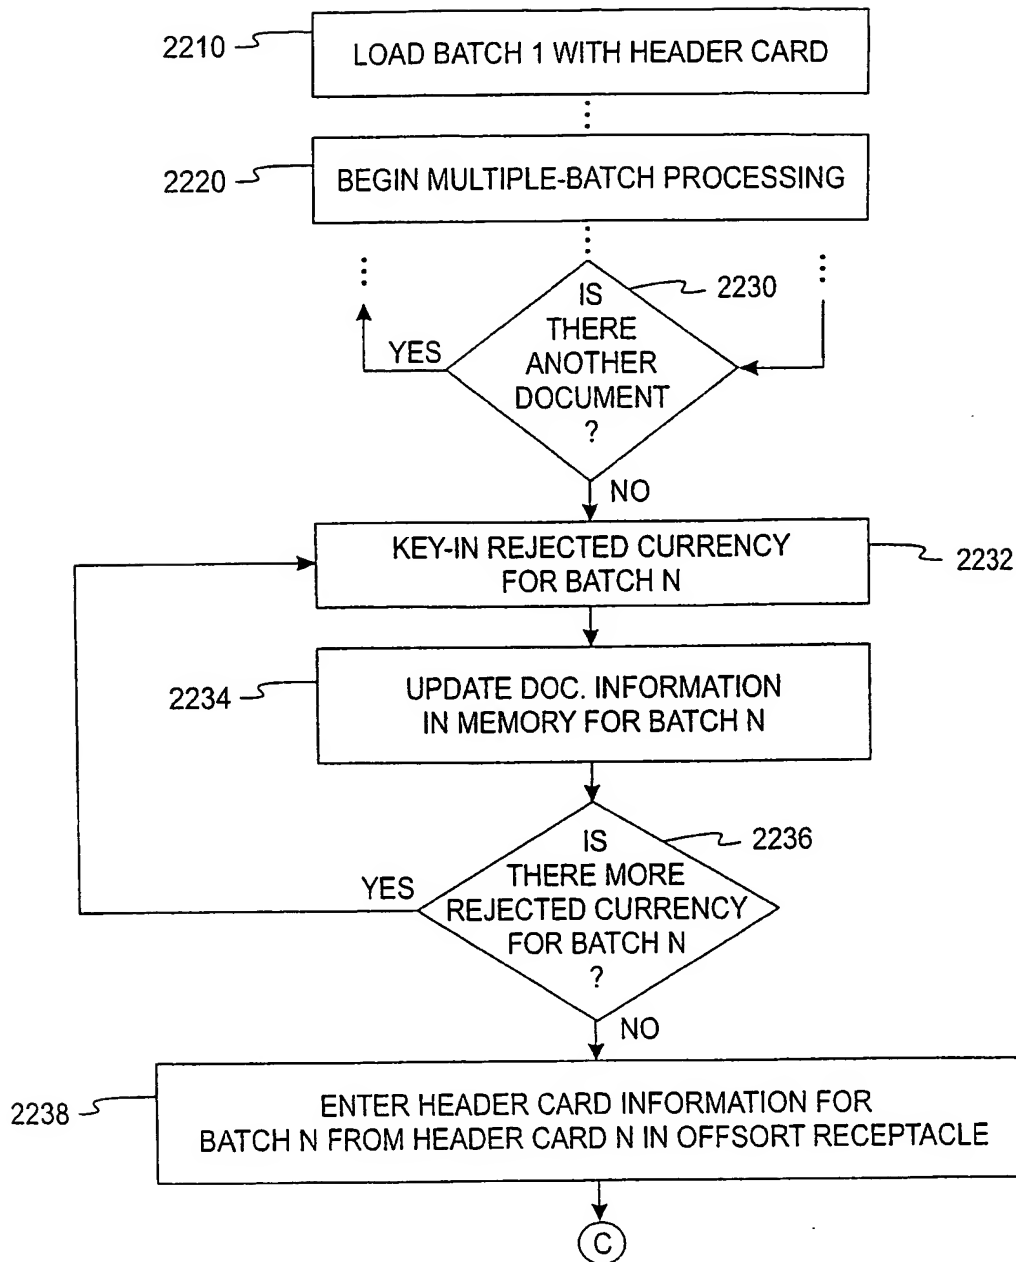 2210
LOAD BATCH 1 WITH HEADER CARD
2220
BEGIN MULTIPLE-BATCH PROCESSING
2230
IS
THERE
ANOTHER
DOCUMENT
?
YES
NO
KEY-IN REJECTED CURRENCY
FOR BATCH N
2232
2234
UPDATE DOC. INFORMATION
IN MEMORY FOR BATCH N
2236
IS
THERE MORE
REJECTED CURRENCY
FOR BATCH N
?
YES
NO
2238
ENTER HEADER CARD INFORMATION FOR
BATCH N FROM HEADER CARD N IN OFFSORT RECEPTACLE
C